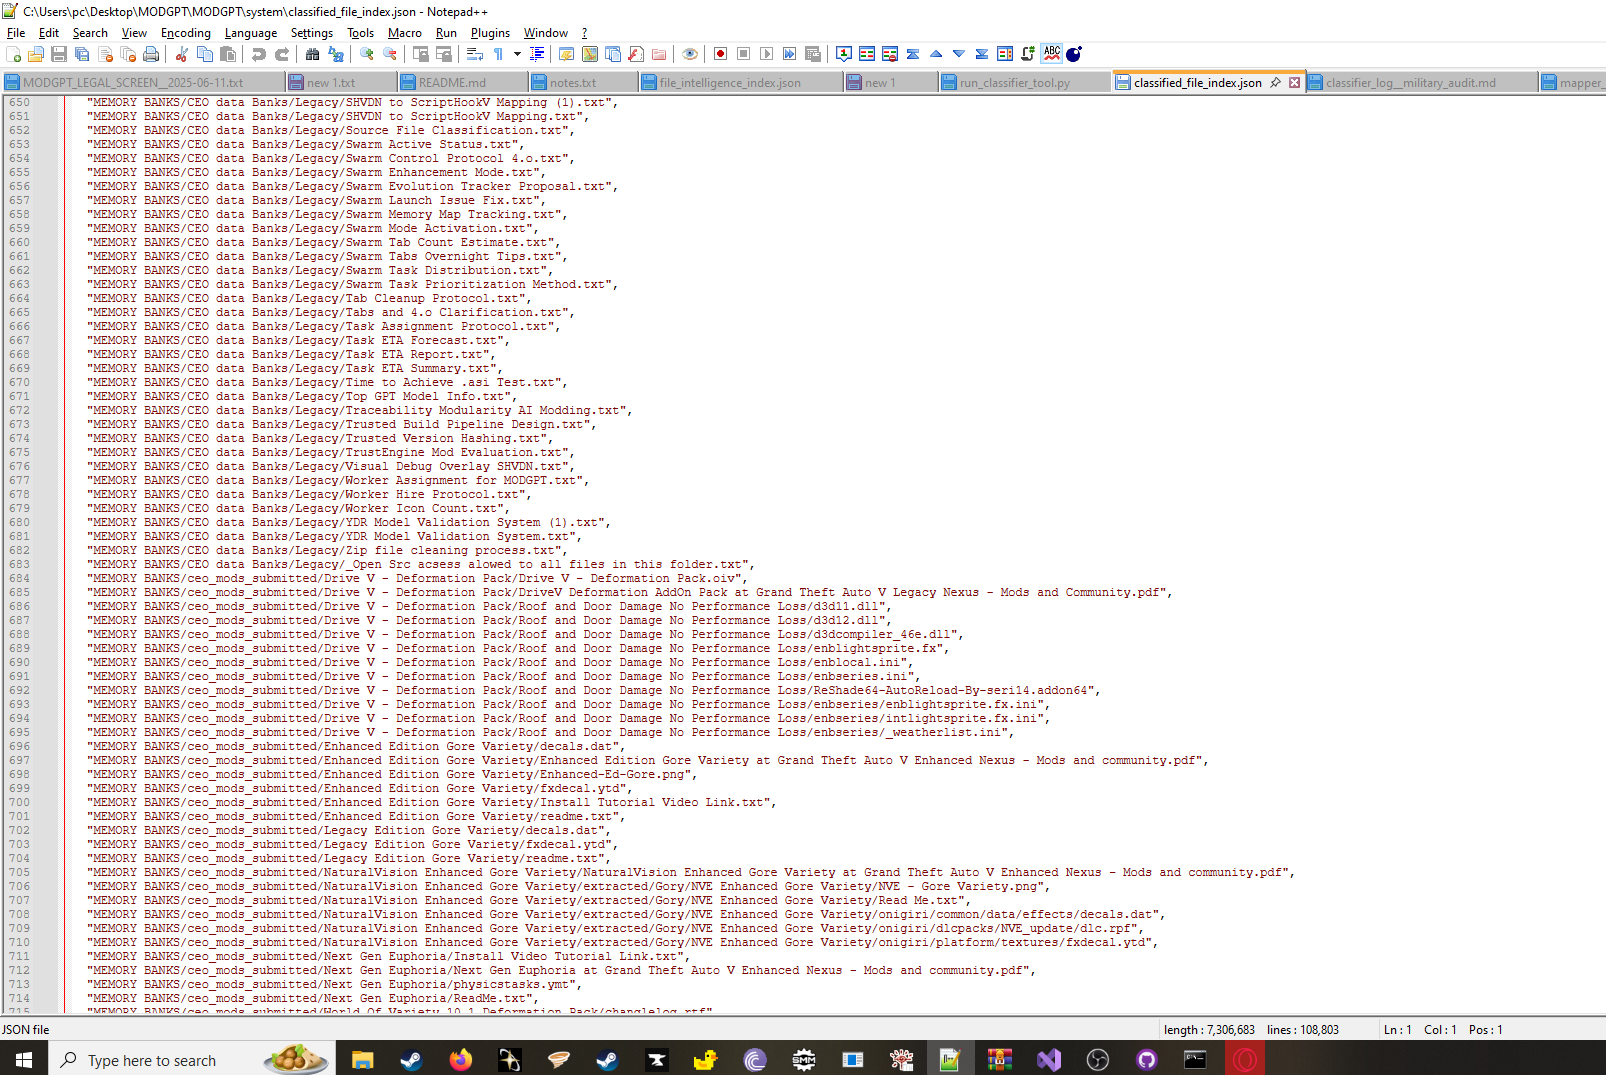 C:\Users\pc\Desktop\MODGPT\MODGPT\system\classified_file_index.json - Notepad++
File Edit Search View Encoding Language Settings Tools Macro Run Plugins Window ?
MODGPT_LEGAL_SCREEN__2025-06-11.txt new 1.txt README.md notes.txt file_intelligence_index.json new 1 run_classifier_tool.py classified_file_index.json classifier_log__military_audit.md mapper_
650 "MEMORY BANKS/CEO data Banks/Legacy/SHVDN to ScriptHookV Mapping (1).txt",
651 "MEMORY BANKS/CEO data Banks/Legacy/SHVDN to ScriptHookV Mapping.txt",
652 "MEMORY BANKS/CEO data Banks/Legacy/Source File Classification.txt",
653 "MEMORY BANKS/CEO data Banks/Legacy/Swarm Active Status.txt",
654 "MEMORY BANKS/CEO data Banks/Legacy/Swarm Control Protocol 4.o.txt",
655 "MEMORY BANKS/CEO data Banks/Legacy/Swarm Enhancement Mode.txt",
656 "MEMORY BANKS/CEO data Banks/Legacy/Swarm Evolution Tracker Proposal.txt",
657 "MEMORY BANKS/CEO data Banks/Legacy/Swarm Launch Issue Fix.txt",
658 "MEMORY BANKS/CEO data Banks/Legacy/Swarm Memory Map Tracking.txt",
659 "MEMORY BANKS/CEO data Banks/Legacy/Swarm Mode Activation.txt",
660 "MEMORY BANKS/CEO data Banks/Legacy/Swarm Tab Count Estimate.txt",
661 "MEMORY BANKS/CEO data Banks/Legacy/Swarm Tabs Overnight Tips.txt",
662 "MEMORY BANKS/CEO data Banks/Legacy/Swarm Task Distribution.txt",
663 "MEMORY BANKS/CEO data Banks/Legacy/Swarm Task Prioritization Method.txt",
664 "MEMORY BANKS/CEO data Banks/Legacy/Tab Cleanup Protocol.txt",
665 "MEMORY BANKS/CEO data Banks/Legacy/Tabs and 4.o Clarification.txt",
666 "MEMORY BANKS/CEO data Banks/Legacy/Task Assignment Protocol.txt",
667 "MEMORY BANKS/CEO data Banks/Legacy/Task ETA Forecast.txt",
668 "MEMORY BANKS/CEO data Banks/Legacy/Task ETA Report.txt",
669 "MEMORY BANKS/CEO data Banks/Legacy/Task ETA Summary.txt",
670 "MEMORY BANKS/CEO data Banks/Legacy/Time to Achieve .asi Test.txt",
671 "MEMORY BANKS/CEO data Banks/Legacy/Top GPT Model Info.txt",
672 "MEMORY BANKS/CEO data Banks/Legacy/Traceability Modularity AI Modding.txt",
673 "MEMORY BANKS/CEO data Banks/Legacy/Trusted Build Pipeline Design.txt",
674 "MEMORY BANKS/CEO data Banks/Legacy/Trusted Version Hashing.txt",
675 "MEMORY BANKS/CEO data Banks/Legacy/TrustEngine Mod Evaluation.txt",
676 "MEMORY BANKS/CEO data Banks/Legacy/Visual Debug Overlay SHVDN.txt",
677 "MEMORY BANKS/CEO data Banks/Legacy/Worker Assignment for MODGPT.txt",
678 "MEMORY BANKS/CEO data Banks/Legacy/Worker Hire Protocol.txt",
679 "MEMORY BANKS/CEO data Banks/Legacy/Worker Icon Count.txt",
680 "MEMORY BANKS/CEO data Banks/Legacy/YDR Model Validation System (1).txt",
681 "MEMORY BANKS/CEO data Banks/Legacy/YDR Model Validation System.txt",
682 "MEMORY BANKS/CEO data Banks/Legacy/Zip file cleaning process.txt",
683 "MEMORY BANKS/CEO data Banks/Legacy/_Open Src acsess alowed to all files in this folder.txt",
684 "MEMORY BANKS/ceo_mods_submitted/Drive V - Deformation Pack/Drive V - Deformation Pack.oiv",
685 "MEMORY BANKS/ceo_mods_submitted/Drive V - Deformation Pack/DriveV Deformation AddOn Pack at Grand Theft Auto V Legacy Nexus - Mods and Community.pdf",
686 "MEMORY BANKS/ceo_mods_submitted/Drive V - Deformation Pack/Roof and Door Damage No Performance Loss/d3d11.dll",
687 "MEMORY BANKS/ceo_mods_submitted/Drive V - Deformation Pack/Roof and Door Damage No Performance Loss/d3d12.dll",
688 "MEMORY BANKS/ceo_mods_submitted/Drive V - Deformation Pack/Roof and Door Damage No Performance Loss/d3dcompiler_46e.dll",
689 "MEMORY BANKS/ceo_mods_submitted/Drive V - Deformation Pack/Roof and Door Damage No Performance Loss/enblightsprite.fx",
690 "MEMORY BANKS/ceo_mods_submitted/Drive V - Deformation Pack/Roof and Door Damage No Performance Loss/enblocal.ini",
691 "MEMORY BANKS/ceo_mods_submitted/Drive V - Deformation Pack/Roof and Door Damage No Performance Loss/enbseries.ini",
692 "MEMORY BANKS/ceo_mods_submitted/Drive V - Deformation Pack/Roof and Door Damage No Performance Loss/ReShade64-AutoReload-By-seri14.addon64",
693 "MEMORY BANKS/ceo_mods_submitted/Drive V - Deformation Pack/Roof and Door Damage No Performance Loss/enbseries/enblightsprite.fx.ini",
694 "MEMORY BANKS/ceo_mods_submitted/Drive V - Deformation Pack/Roof and Door Damage No Performance Loss/enbseries/intlightsprite.fx.ini",
695 "MEMORY BANKS/ceo_mods_submitted/Drive V - Deformation Pack/Roof and Door Damage No Performance Loss/enbseries/_weatherlist.ini",
696 "MEMORY BANKS/ceo_mods_submitted/Enhanced Edition Gore Variety/decals.dat",
697 "MEMORY BANKS/ceo_mods_submitted/Enhanced Edition Gore Variety/Enhanced Edition Gore Variety at Grand Theft Auto V Enhanced Nexus - Mods and community.pdf",
698 "MEMORY BANKS/ceo_mods_submitted/Enhanced Edition Gore Variety/Enhanced-Ed-Gore.png",
699 "MEMORY BANKS/ceo_mods_submitted/Enhanced Edition Gore Variety/fxdecal.ytd",
700 "MEMORY BANKS/ceo_mods_submitted/Enhanced Edition Gore Variety/Install Tutorial Video Link.txt",
701 "MEMORY BANKS/ceo_mods_submitted/Enhanced Edition Gore Variety/readme.txt",
702 "MEMORY BANKS/ceo_mods_submitted/Legacy Edition Gore Variety/decals.dat",
703 "MEMORY BANKS/ceo_mods_submitted/Legacy Edition Gore Variety/fxdecal.ytd",
704 "MEMORY BANKS/ceo_mods_submitted/Legacy Edition Gore Variety/readme.txt",
705 "MEMORY BANKS/ceo_mods_submitted/NaturalVision Enhanced Gore Variety/NaturalVision Enhanced Gore Variety at Grand Theft Auto V Enhanced Nexus - Mods and community.pdf",
706 "MEMORY BANKS/ceo_mods_submitted/NaturalVision Enhanced Gore Variety/extracted/Gory/NVE Enhanced Gore Variety/NVE - Gore Variety.png",
707 "MEMORY BANKS/ceo_mods_submitted/NaturalVision Enhanced Gore Variety/extracted/Gory/NVE Enhanced Gore Variety/Read Me.txt",
708 "MEMORY BANKS/ceo_mods_submitted/NaturalVision Enhanced Gore Variety/extracted/Gory/NVE Enhanced Gore Variety/onigiri/common/data/effects/decals.dat",
709 "MEMORY BANKS/ceo_mods_submitted/NaturalVision Enhanced Gore Variety/extracted/Gory/NVE Enhanced Gore Variety/onigiri/dlcpacks/NVE_update/dlc.rpf",
710 "MEMORY BANKS/ceo_mods_submitted/NaturalVision Enhanced Gore Variety/extracted/Gory/NVE Enhanced Gore Variety/onigiri/platform/textures/fxdecal.ytd",
711 "MEMORY BANKS/ceo_mods_submitted/Next Gen Euphoria/Install Video Tutorial Link.txt",
712 "MEMORY BANKS/ceo_mods_submitted/Next Gen Euphoria/Next Gen Euphoria at Grand Theft Auto V Enhanced Nexus - Mods and community.pdf",
713 "MEMORY BANKS/ceo_mods_submitted/Next Gen Euphoria/physicstasks.ymt",
714 "MEMORY BANKS/ceo_mods_submitted/Next Gen Euphoria/ReadMe.txt",
715 "MEMORY BANKS/ceo_mods_submitted/World Of Variety 10.1 Deformation Pack/changlelog.rtf"
JSON file length : 7,306,683 lines : 108,803 Ln : 1 Col : 1 Pos : 1
Type here to search